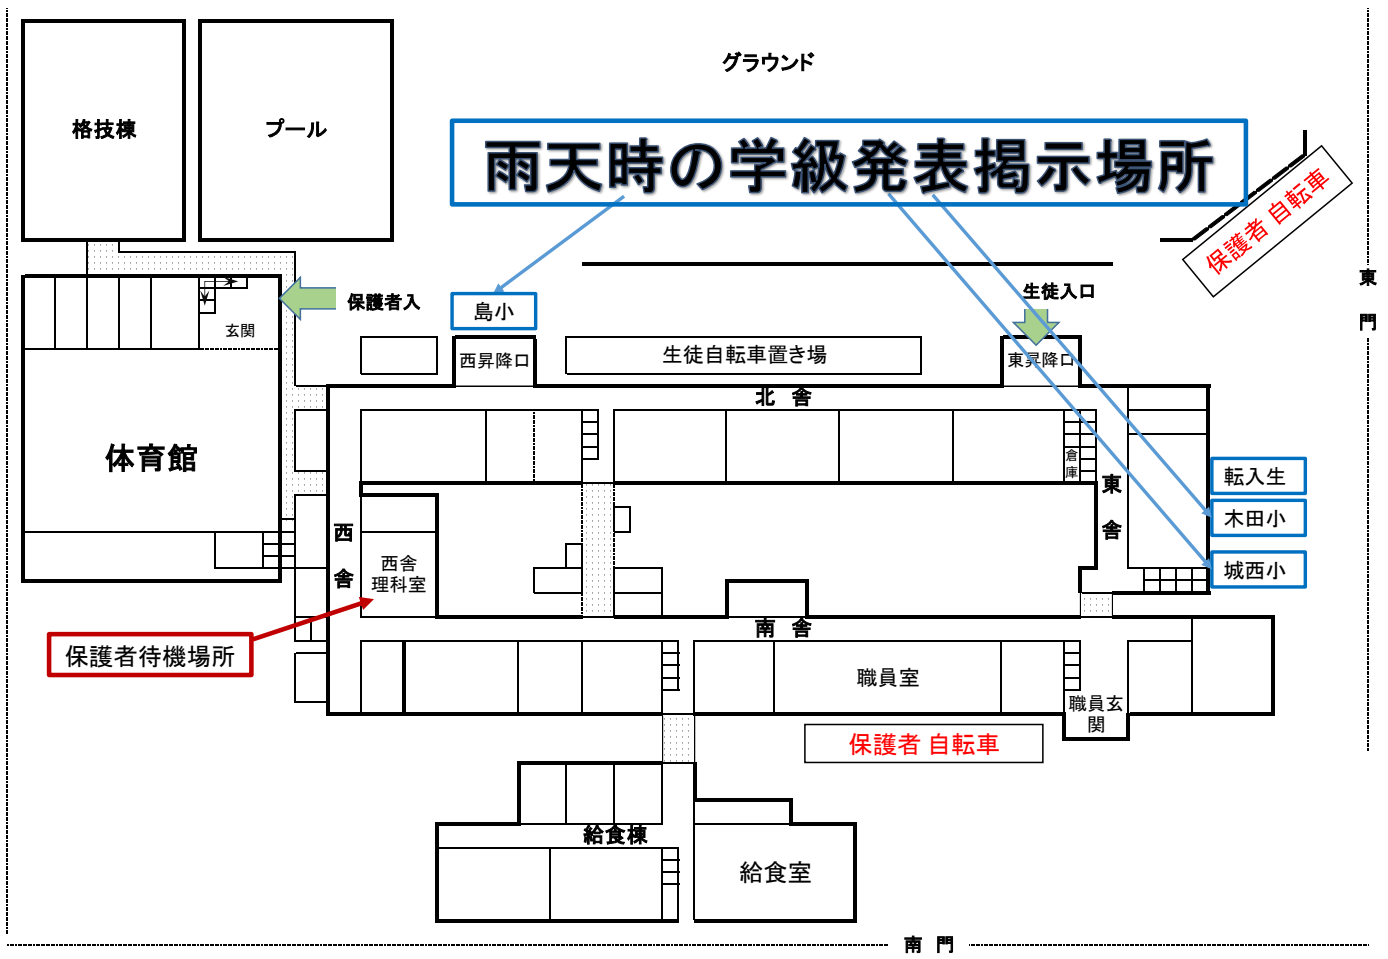 グラウンド
格技棟
プール
雨天時の学級発表掲示場所
保護者 自転車
東
門
保護者入
島小
生徒入口
玄関
西昇降口
生徒自転車置き場
東昇降口
北 舎
体育館
倉
庫
転入生
東
舎
木田小
西
舎
西舎
理科室
城西小
南 舎
保護者待機場所
職員室
職員玄
関
保護者 自転車
給食棟
給食室
南 門